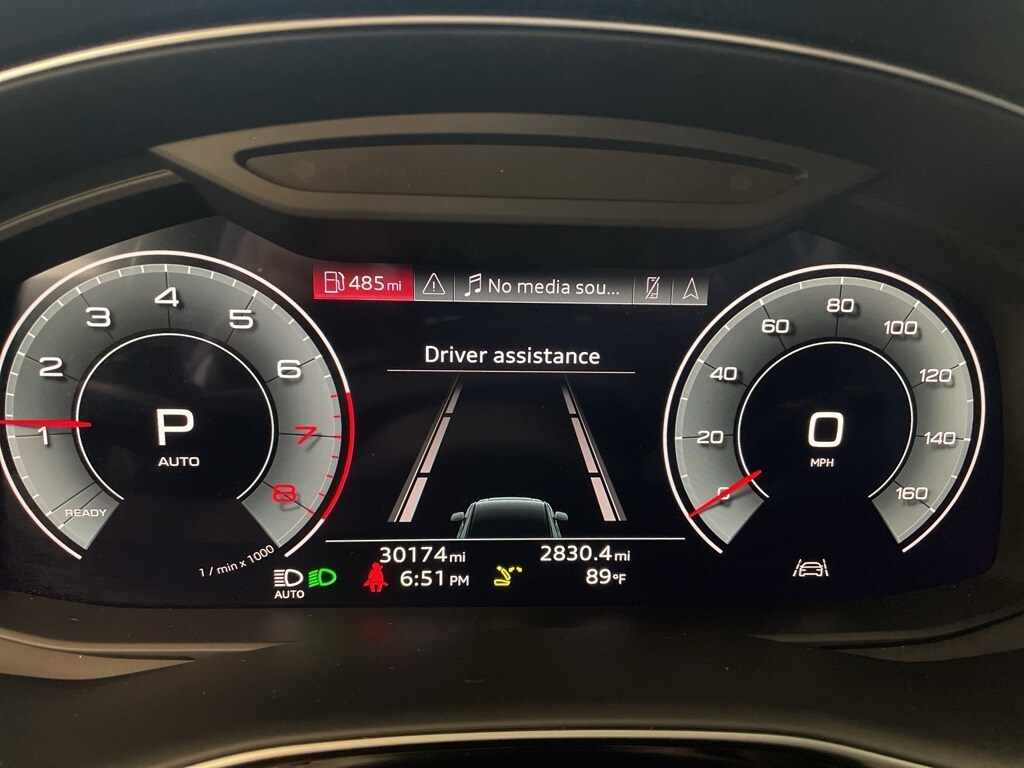 485 mi
No media sou...
Driver assistance
1 2 3 4 5 6 7 8
READY
1 / min x 1000
P
AUTO
0 20 40 60 80 100 120 140 160
0
MPH
30174 mi 2830.4 mi
AUTO 6:51 PM 89°F